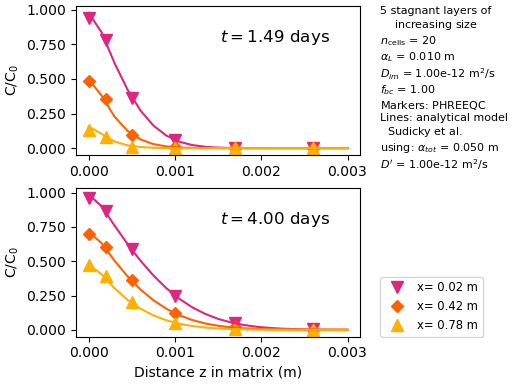 1.000
0.750
0.500
0.250
0.000
C/C₀
t = 1.49 days
0.000 0.001 0.002 0.003
1.000
0.750
0.500
0.250
0.000
C/C₀
t = 4.00 days
0.000 0.001 0.002 0.003
Distance z in matrix (m)
5 stagnant layers of
increasing size
n_cells = 20
α_L = 0.010 m
D_im = 1.00e-12 m²/s
f_bc = 1.00
Markers: PHREEQC
Lines: analytical model
Sudicky et al.
using: α_tot = 0.050 m
D' = 1.00e-12 m²/s
x= 0.02 m
x= 0.42 m
x= 0.78 m